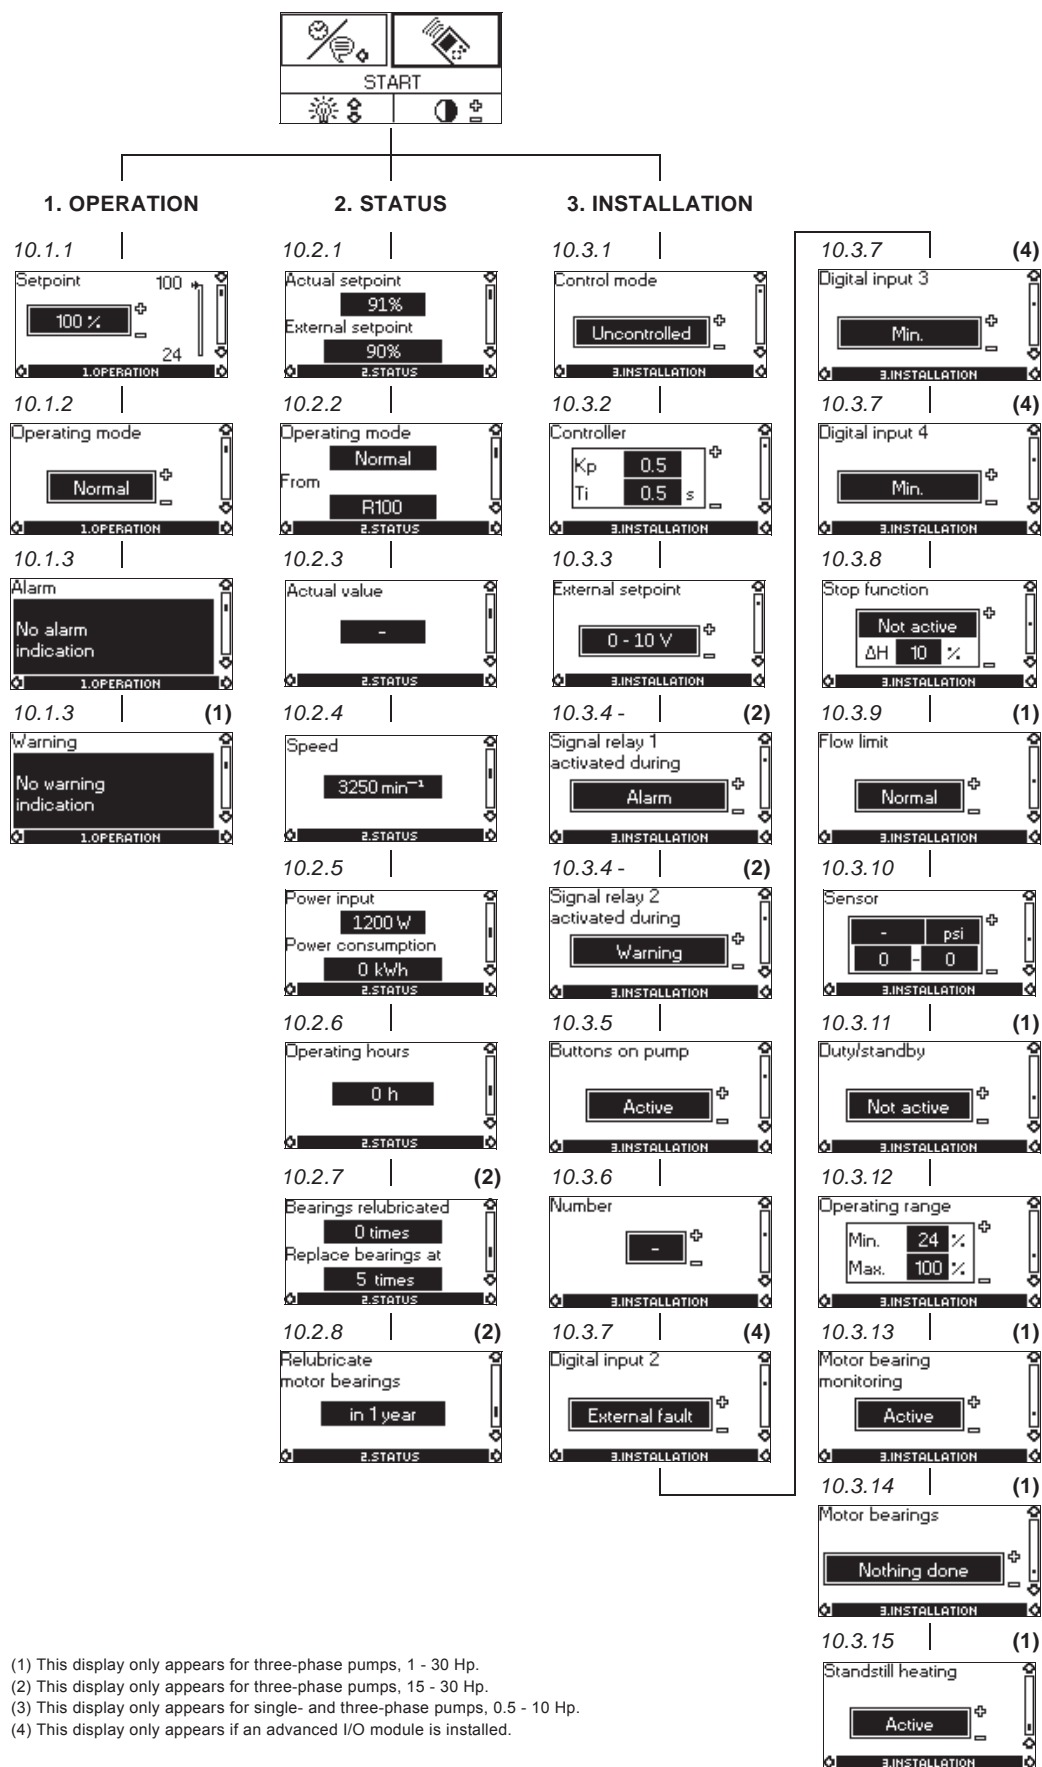 START
1. OPERATION
10.1.1
Setpoint
100
100 %
24
1.OPERATION
10.1.2
Operating mode
Normal
1.OPERATION
10.1.3
Alarm
No alarm
indication
1.OPERATION
10.1.3 (1)
Warning
No warning
indication
1.OPERATION
2. STATUS
10.2.1
Actual setpoint
91%
External setpoint
90%
2.STATUS
10.2.2
Operating mode
Normal
From
R100
2.STATUS
10.2.3
Actual value
-
2.STATUS
10.2.4
Speed
3250 min⁻¹
2.STATUS
10.2.5
Power input
1200 W
Power consumption
0 kWh
2.STATUS
10.2.6
Operating hours
0 h
2.STATUS
10.2.7 (2)
Bearings relubricated
0 times
Replace bearings at
5 times
2.STATUS
10.2.8 (2)
Relubricate
motor bearings
in 1 year
2.STATUS
3. INSTALLATION
10.3.1
Control mode
Uncontrolled
3.INSTALLATION
10.3.2
Controller
Kp 0.5
Ti 0.5 s
3.INSTALLATION
10.3.3
External setpoint
0 - 10 V
3.INSTALLATION
10.3.4 - (2)
Signal relay 1
activated during
Alarm
3.INSTALLATION
10.3.4 - (2)
Signal relay 2
activated during
Warning
3.INSTALLATION
10.3.5
Buttons on pump
Active
3.INSTALLATION
10.3.6
Number
-
3.INSTALLATION
10.3.7 (4)
Digital input 2
External fault
3.INSTALLATION
10.3.7 (4)
Digital input 3
Min.
3.INSTALLATION
10.3.7 (4)
Digital input 4
Min.
3.INSTALLATION
10.3.8
Stop function
Not active
ΔH 10 %
3.INSTALLATION
10.3.9 (1)
Flow limit
Normal
3.INSTALLATION
10.3.10
Sensor
- psi
0 - 0
3.INSTALLATION
10.3.11 (1)
Duty/standby
Not active
3.INSTALLATION
10.3.12
Operating range
Min. 24 %
Max. 100 %
3.INSTALLATION
10.3.13 (1)
Motor bearing
monitoring
Active
3.INSTALLATION
10.3.14 (1)
Motor bearings
Nothing done
3.INSTALLATION
10.3.15 (1)
Standstill heating
Active
3.INSTALLATION
(1) This display only appears for three-phase pumps, 1 - 30 Hp.
(2) This display only appears for three-phase pumps, 15 - 30 Hp.
(3) This display only appears for single- and three-phase pumps, 0.5 - 10 Hp.
(4) This display only appears if an advanced I/O module is installed.